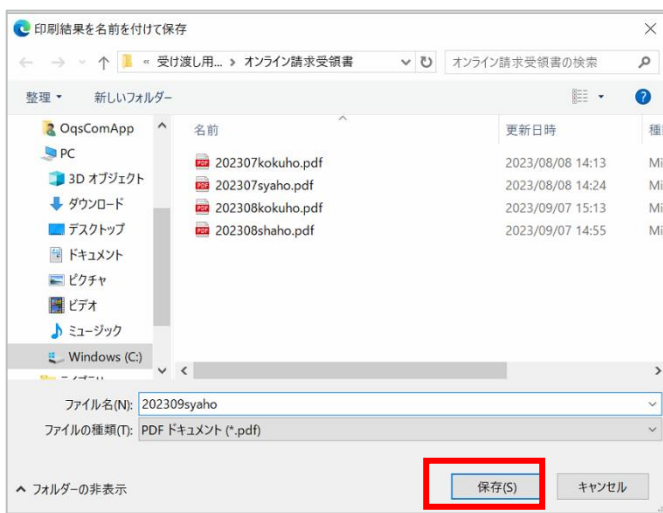 印刷結果を名前を付けて保存
« 受け渡し用... › オンライン請求受領書 オンライン請求受領書の検索
整理 新しいフォルダー
OqsComApp
PC
3D オブジェクト
ダウンロード
デスクトップ
ドキュメント
ピクチャ
ビデオ
ミュージック
Windows (C:)
名前 更新日時 種
202307kokuho.pdf 2023/08/08 14:13 Mi
202307syaho.pdf 2023/08/08 14:24 Mi
202308kokuho.pdf 2023/09/07 15:13 Mi
202308shaho.pdf 2023/09/07 14:55 Mi
ファイル名(N): 202309syaho
ファイルの種類(T): PDF ドキュメント (*.pdf)
フォルダーの非表示 保存(S) キャンセル